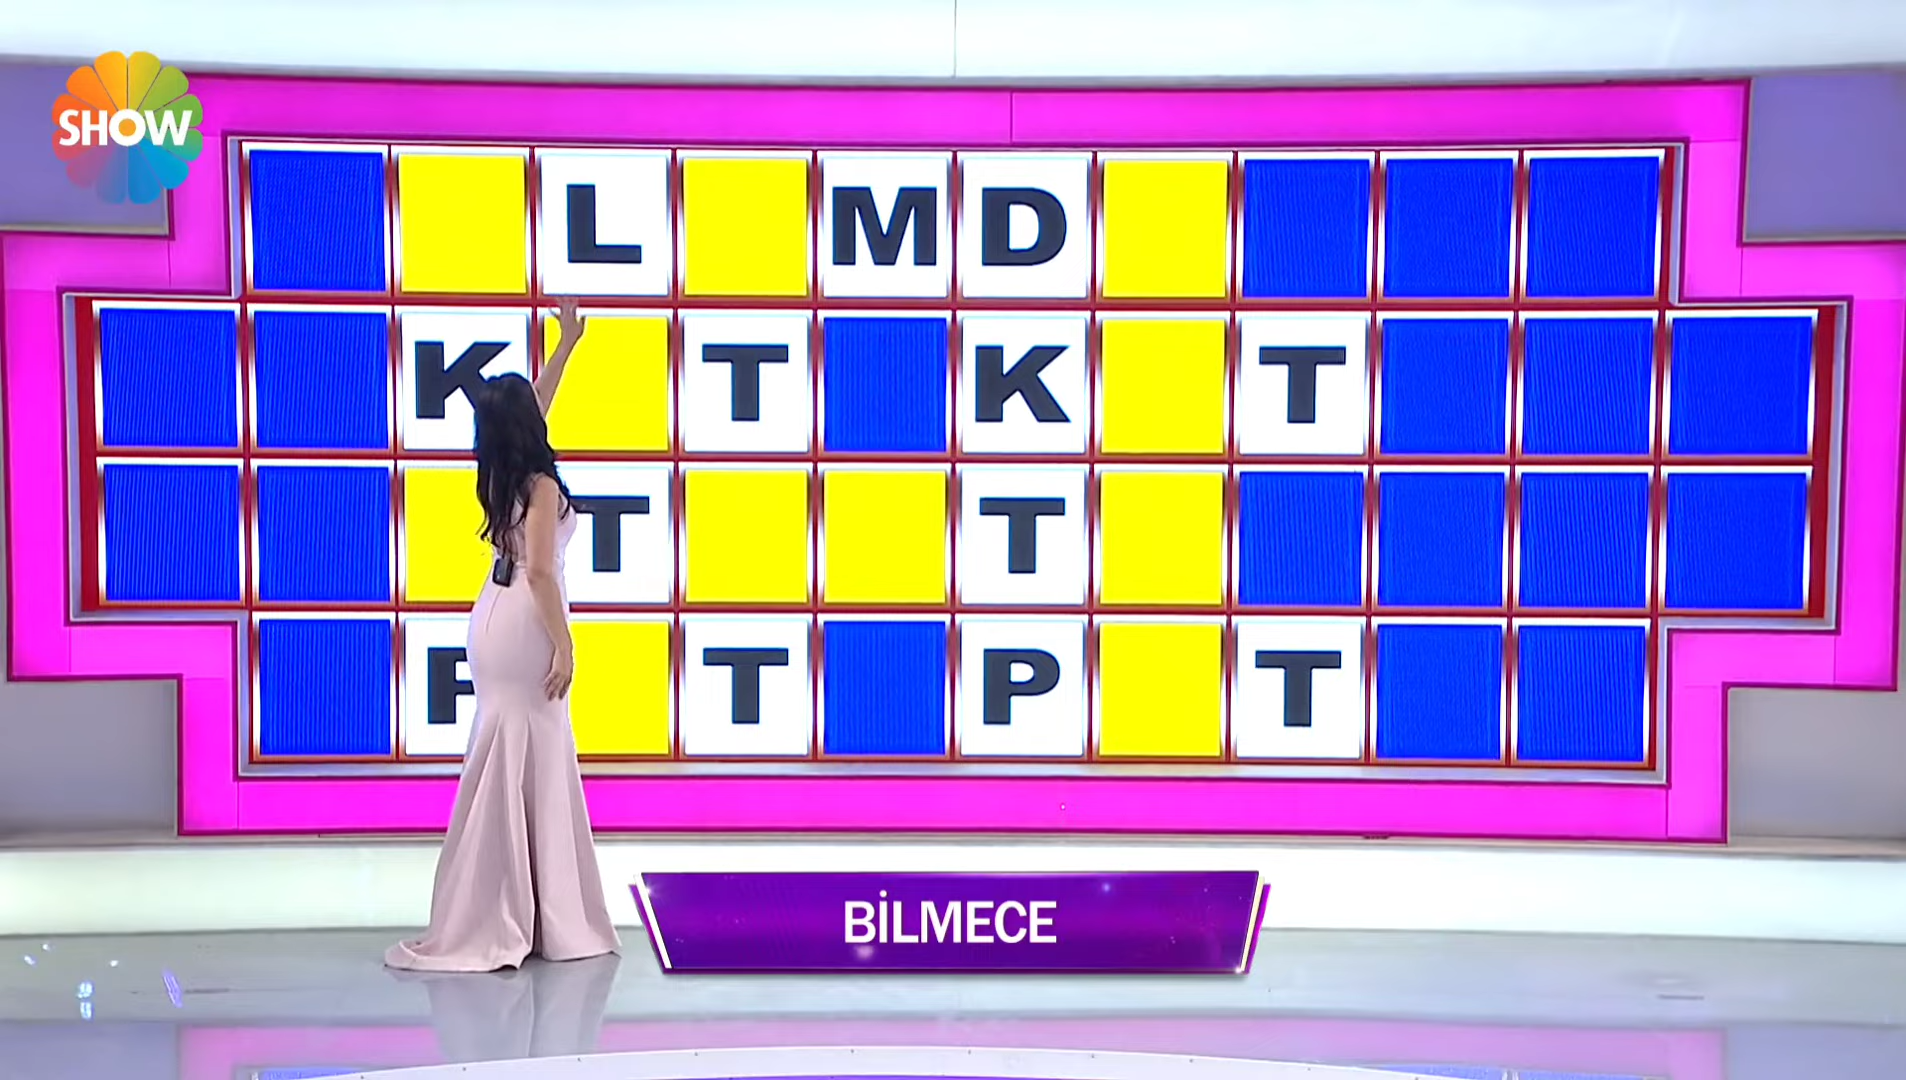 SHOW
L MD
K T K T
T T
P T P T
BİLMECE